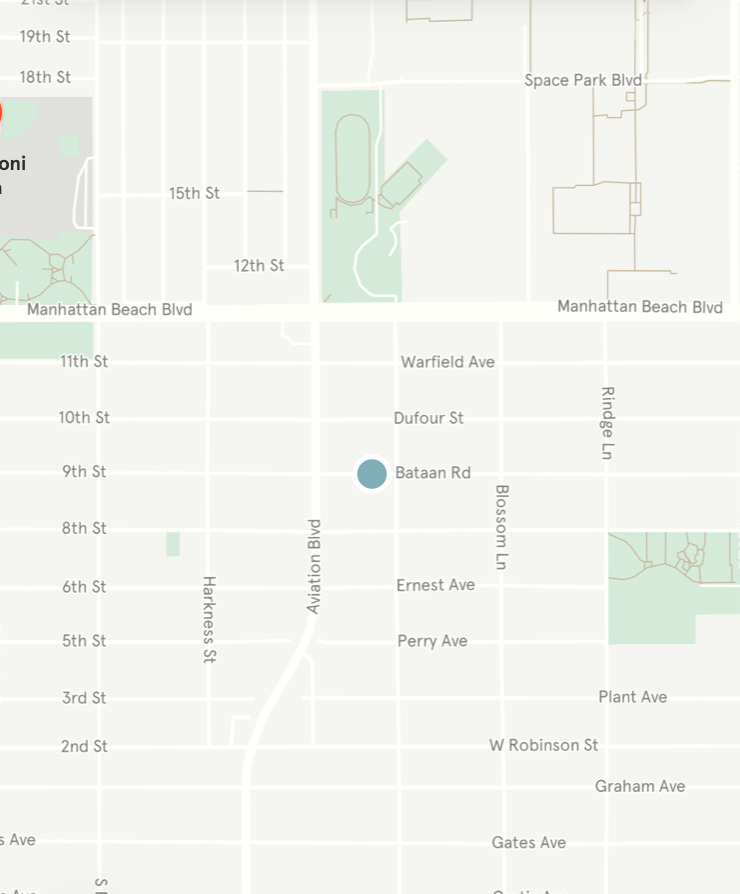 21st St
19th St
18th St
Space Park Blvd
oni
15th St
12th St
Manhattan Beach Blvd
Manhattan Beach Blvd
11th St
Warfield Ave
10th St
Dufour St
Rindge Ln
9th St
Bataan Rd
Blossom Ln
8th St
Aviation Blvd
6th St
Ernest Ave
Harkness St
5th St
Perry Ave
3rd St
Plant Ave
2nd St
W Robinson St
Graham Ave
s Ave
Gates Ave